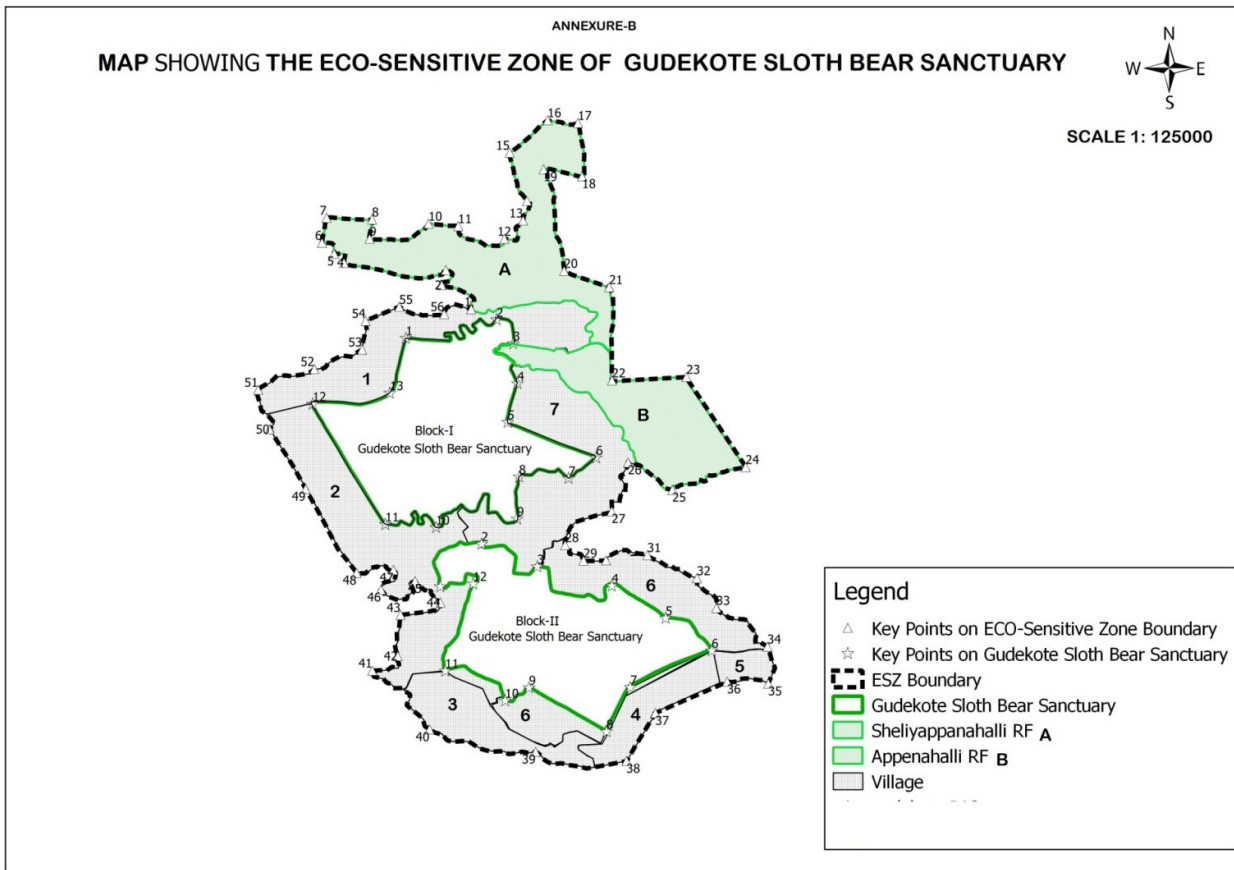 ANNEXURE-B
MAP SHOWING THE ECO-SENSITIVE ZONE OF GUDEKOTE SLOTH BEAR SANCTUARY
N
W E
S
SCALE 1: 125000
16 17
15
19 18
7 8 10 11 13
12
6 9
5 4
A
20
21
2
1
55 56
54
2
1
3
53
52
22 23
4
51
1
13
12
7
B
5
50
Block-I
Gudekote Sloth Bear Sanctuary
6
26
24
8 7
25
2
49
27
11 10 9
28
2
29 31
3
48 47
32
12 4 6
46 45
44
43
33
5
Block-II
Gudekote Sloth Bear Sanctuary
34
6
42
41
11
5
36 35
9 7
10
3 6 4
37
40
8
39
38
Legend
Key Points on ECO-Sensitive Zone Boundary
Key Points on Gudekote Sloth Bear Sanctuary
ESZ Boundary
Gudekote Sloth Bear Sanctuary
Sheliyappanahalli RF A
Appenahalli RF B
Village